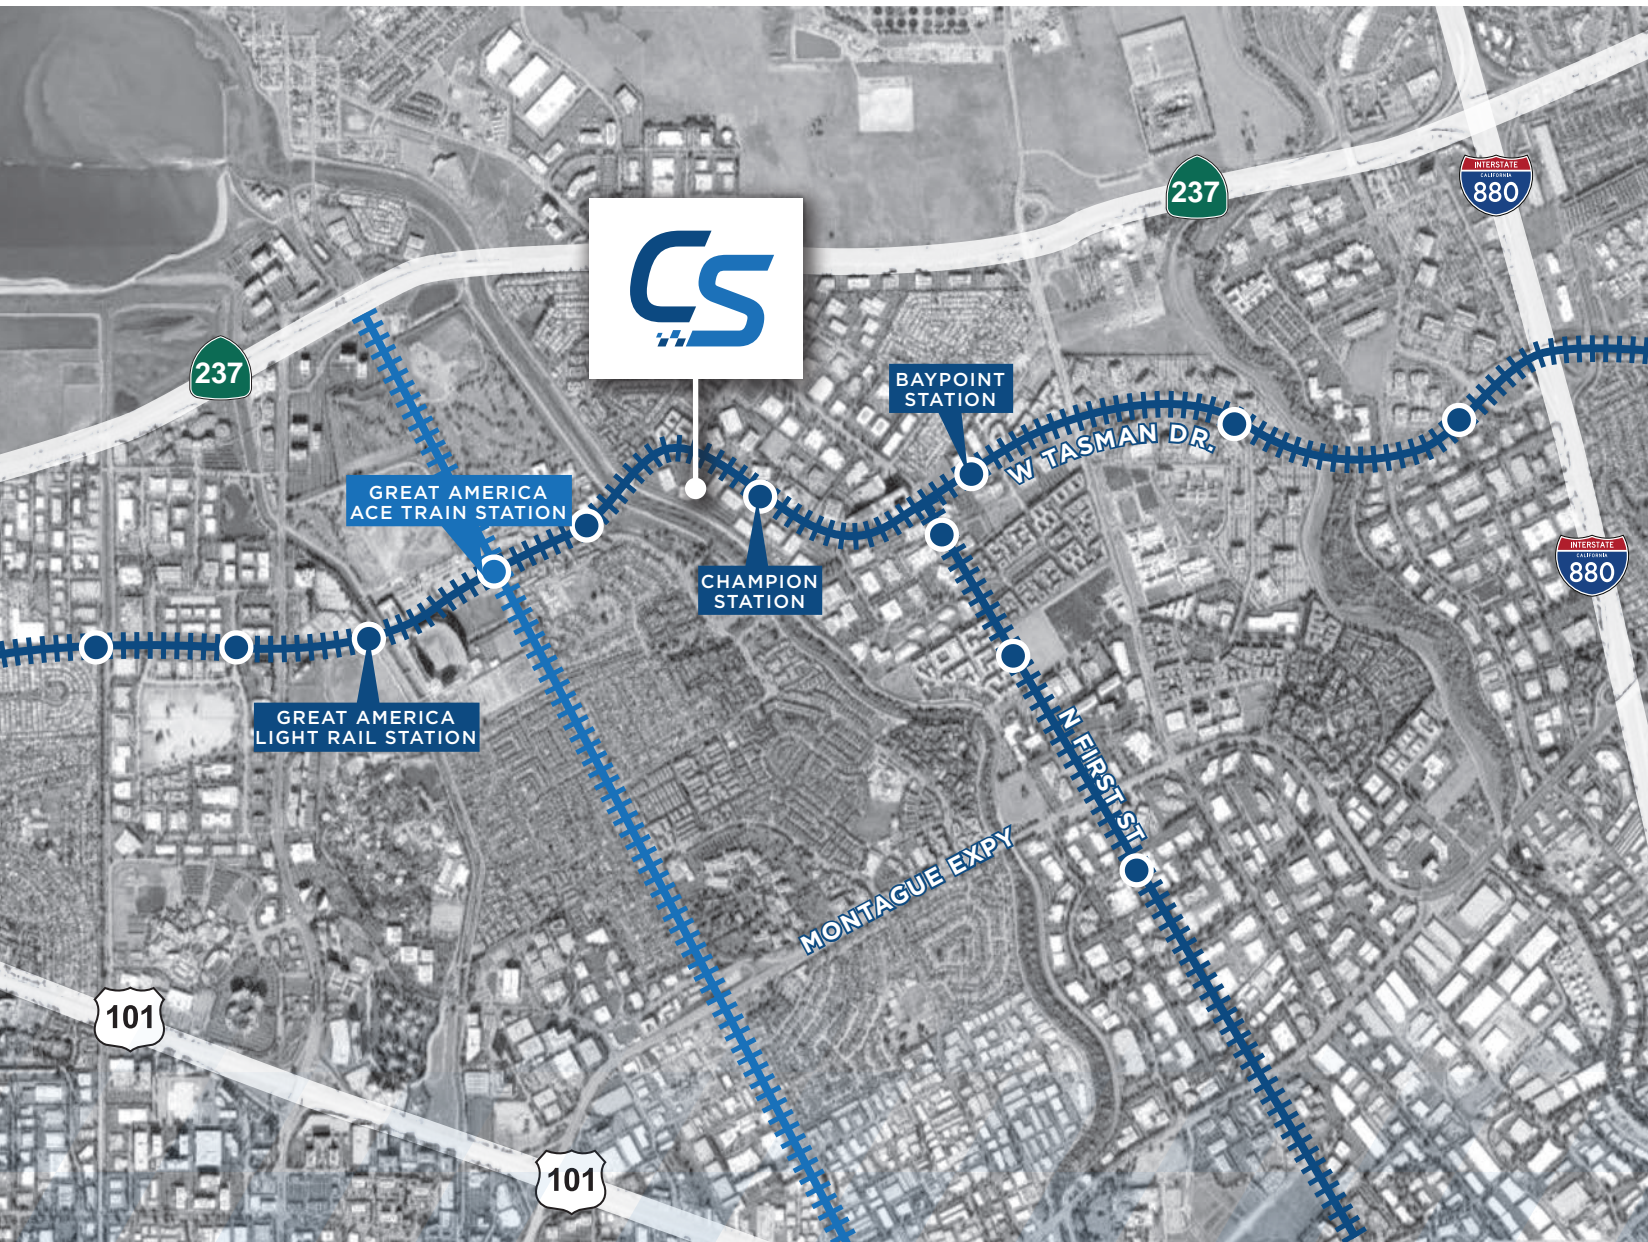 INTERSTATE
CALIFORNIA
880
237
CS
237
BAYPOINT
STATION
W TASMAN DR.
GREAT AMERICA
ACE TRAIN STATION
INTERSTATE
CALIFORNIA
880
CHAMPION
STATION
GREAT AMERICA
LIGHT RAIL STATION
N FIRST ST
MONTAGUE EXPY
101
101